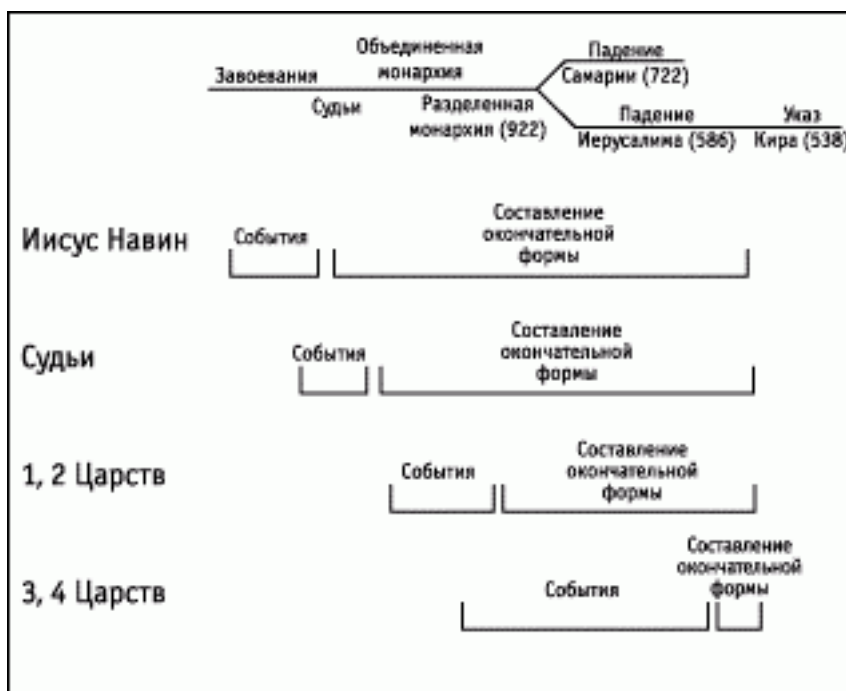 Объединенная
монархия
Падение
Завоевания
Самарии (722)
Судьи
Разделенная
монархия (922)
Падение
Указ
Иерусалима (586)
Кира (538)
Иисус Навин
События
Составление
окончательной
формы
Судьи
События
Составление
окончательной
формы
1, 2 Царств
События
Составление
окончательной
формы
3, 4 Царств
События
Составление
окончательной
формы